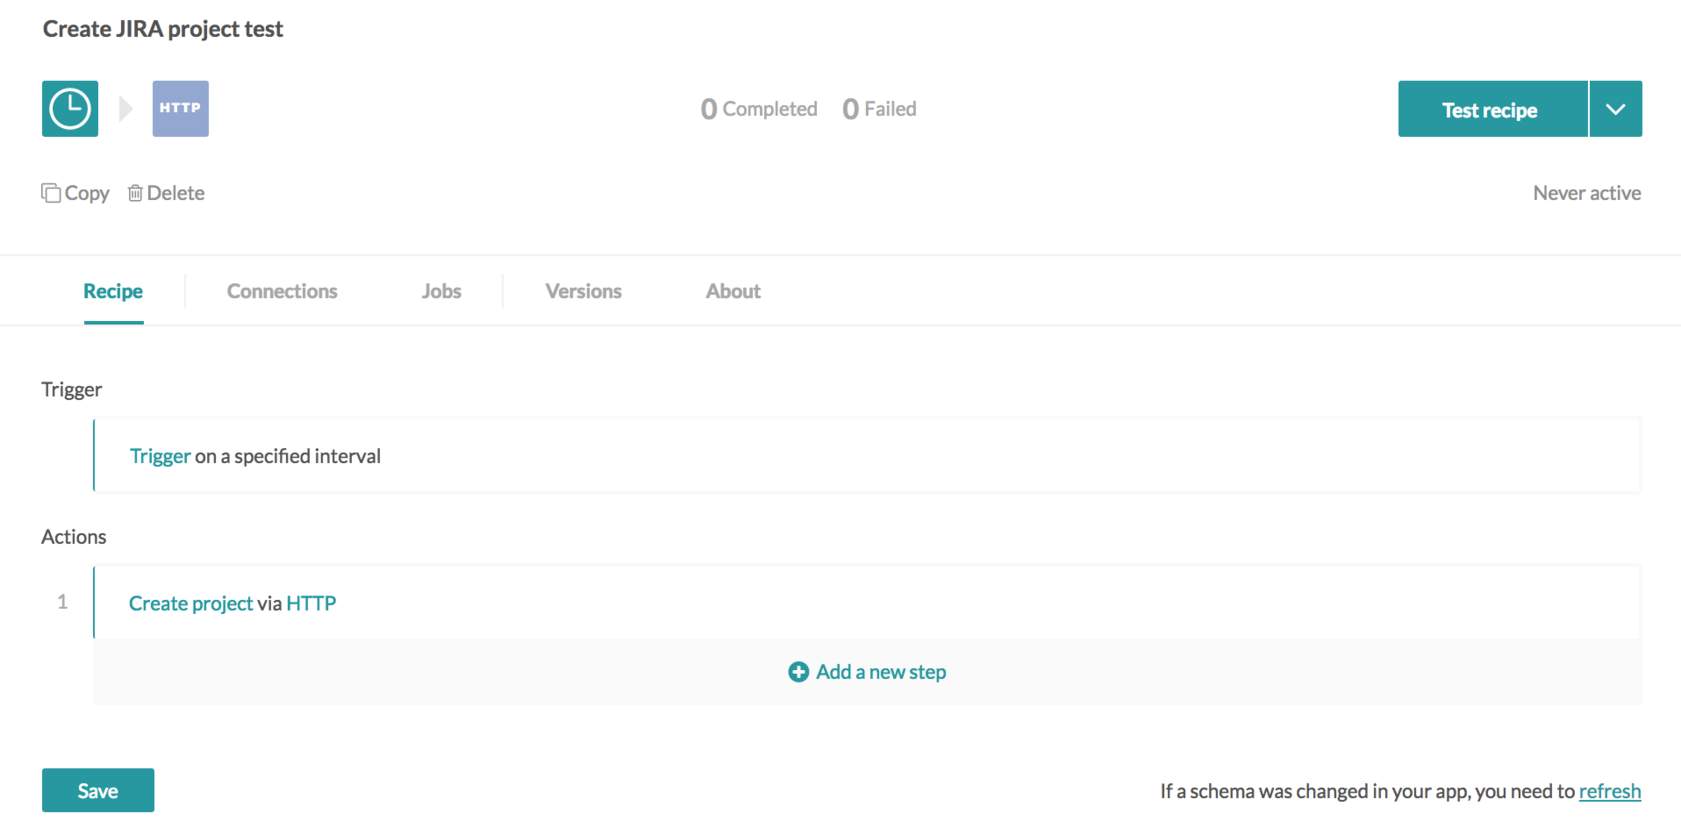 Create JIRA project test
HTTP
0 Completed 0 Failed
Test recipe
Copy Delete
Never active
Recipe Connections Jobs Versions About
Trigger
Trigger on a specified interval
Actions
1 Create project via HTTP
Add a new step
Save
If a schema was changed in your app, you need to refresh